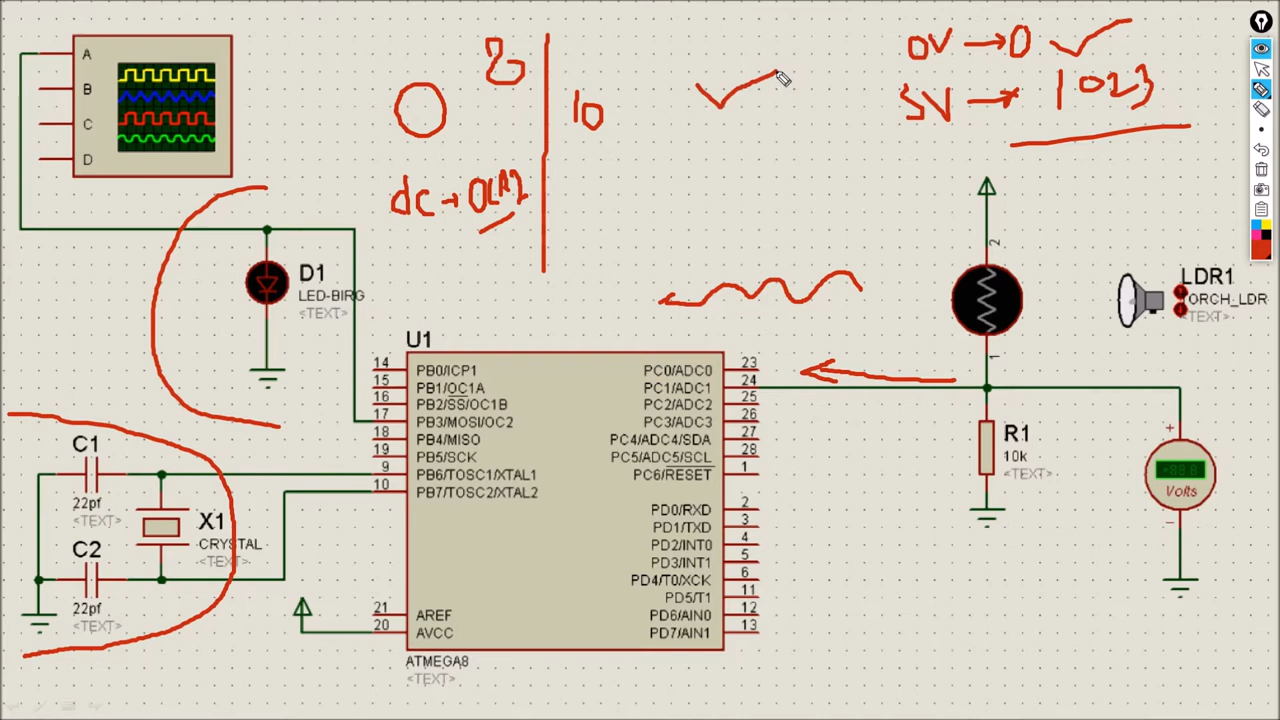 A
B
C
D
2
10
dc → OCR2
0V → 0
5V → 1023
2
D1
LED-BIRG
<TEXT>
LDR1
ORCH_LDR
<TEXT>
1
U1
14 PB0/ICP1 PC0/ADC0 23
15 PB1/OC1A PC1/ADC1 24
16 PB2/SS/OC1B PC2/ADC2 25
17 PB3/MOSI/OC2 PC3/ADC3 26
18 PB4/MISO PC4/ADC4/SDA 27
19 PB5/SCK PC5/ADC5/SCL 28
9 PB6/TOSC1/XTAL1 PC6/RESET 1
10 PB7/TOSC2/XTAL2
PD0/RXD 2
PD1/TXD 3
PD2/INT0 4
PD3/INT1 5
PD4/T0/XCK 6
PD5/T1 11
21 AREF PD6/AIN0 12
20 AVCC PD7/AIN1 13
ATMEGA8
<TEXT>
C1
22pf
<TEXT>
X1
CRYSTAL
<TEXT>
C2
22pf
<TEXT>
R1
10k
<TEXT>
+
Volts
−